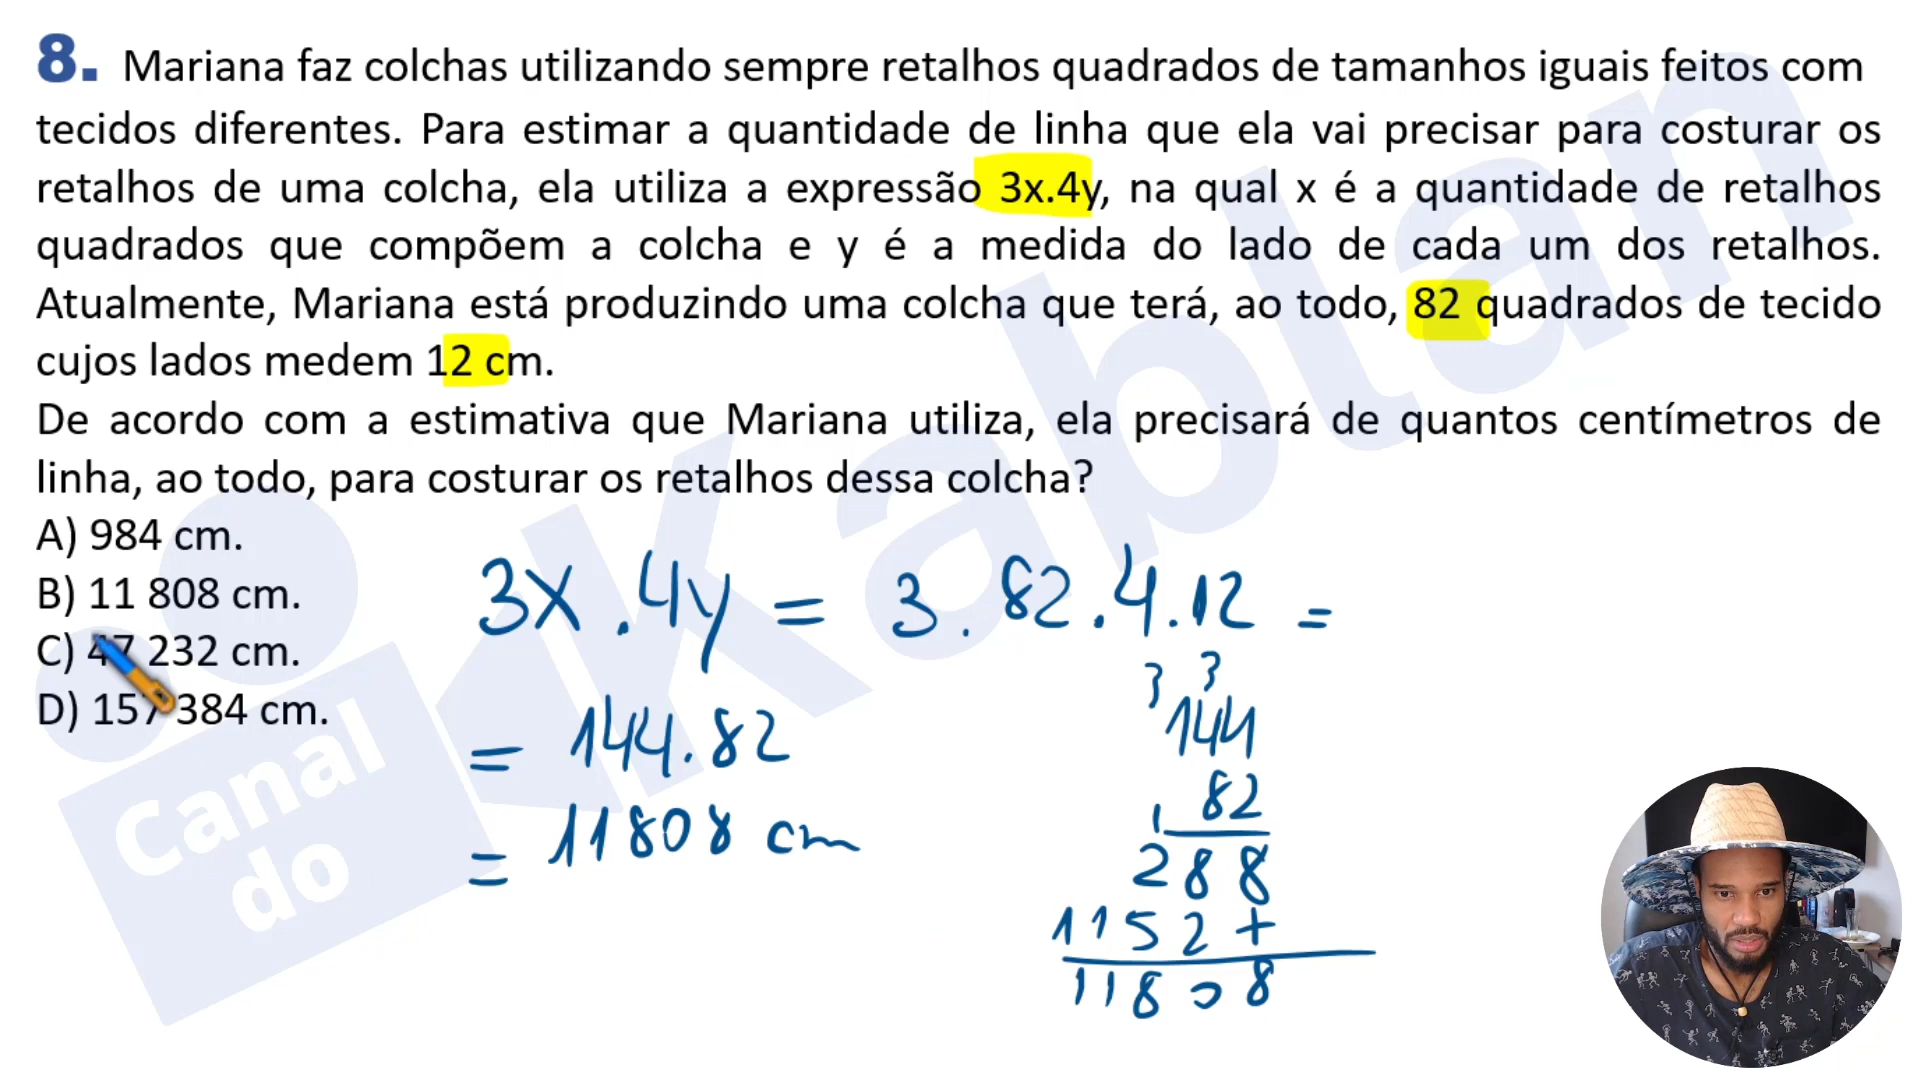 8. Mariana faz colchas utilizando sempre retalhos quadrados de tamanhos iguais feitos com
tecidos diferentes. Para estimar a quantidade de linha que ela vai precisar para costurar os
retalhos de uma colcha, ela utiliza a expressão 3x.4y, na qual x é a quantidade de retalhos
quadrados que compõem a colcha e y é a medida do lado de cada um dos retalhos.
Atualmente, Mariana está produzindo uma colcha que terá, ao todo, 82 quadrados de tecido
cujos lados medem 12 cm.
De acordo com a estimativa que Mariana utiliza, ela precisará de quantos centímetros de
linha, ao todo, para costurar os retalhos dessa colcha?
A) 984 cm.
B) 11 808 cm.
C) 47 232 cm.
D) 157 384 cm.
3x . 4y = 3 . 82 . 4 . 12 =
= 144 . 82
= 11808 cm
3 3
144
82
1
288
1152+
11808
Canal
do
Kablan